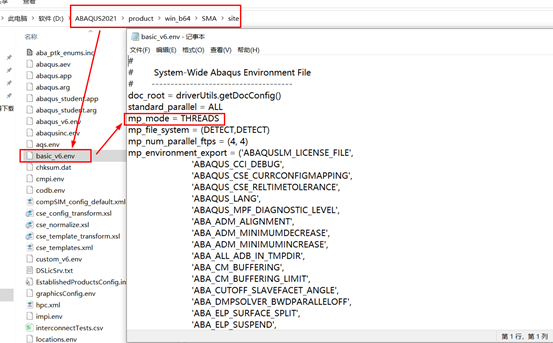 查看
此电脑 › 软件 (D:) › ABAQUS2021 › product › win_b64 › SMA › site
名称
aba_ptk_enums.inc
abaqus.aev
abaqus.app
abaqus.arg
abaqus_student.app
abaqus_student.arg
abaqus_v6.env
abaqusinc.env
aqs.env
basic_v6.env
chksum.dat
cmpi.env
codb.env
compSIM_config_default.xml
cse_config_transform.xsl
cse_normalize.xsl
cse_template_transform.xsl
cse_templates.xml
custom_v6.env
DSLicSrv.txt
EstablishedProductsConfig.in
graphicsConfig.env
hpc.xml
impi.env
interconnectTests.csv
locations.env
下载
basic_v6.env - 记事本
文件(F) 编辑(E) 格式(O) 查看(V) 帮助(H)
#
# System-Wide Abaqus Environment File
# -------------------------------------
doc_root = driverUtils.getDocConfig()
standard_parallel = ALL
mp_mode = THREADS
mp_file_system = (DETECT,DETECT)
mp_num_parallel_ftps = (4, 4)
mp_environment_export = ('ABAQUSLM_LICENSE_FILE',
'ABAQUS_CCI_DEBUG',
'ABAQUS_CSE_CURRCONFIGMAPPING',
'ABAQUS_CSE_RELTIMETOLERANCE',
'ABAQUS_LANG',
'ABAQUS_MPF_DIAGNOSTIC_LEVEL',
'ABA_ADM_ALIGNMENT',
'ABA_ADM_MINIMUMDECREASE',
'ABA_ADM_MINIMUMINCREASE',
'ABA_ALL_ADB_IN_TMPDIR',
'ABA_CM_BUFFERING',
'ABA_CM_BUFFERING_LIMIT',
'ABA_CUTOFF_SLAVEFACET_ANGLE',
'ABA_DMPSOLVER_BWDPARALLELOFF',
'ABA_ELP_SURFACE_SPLIT',
'ABA_ELP_SUSPEND',
第 1 行，第 1 列